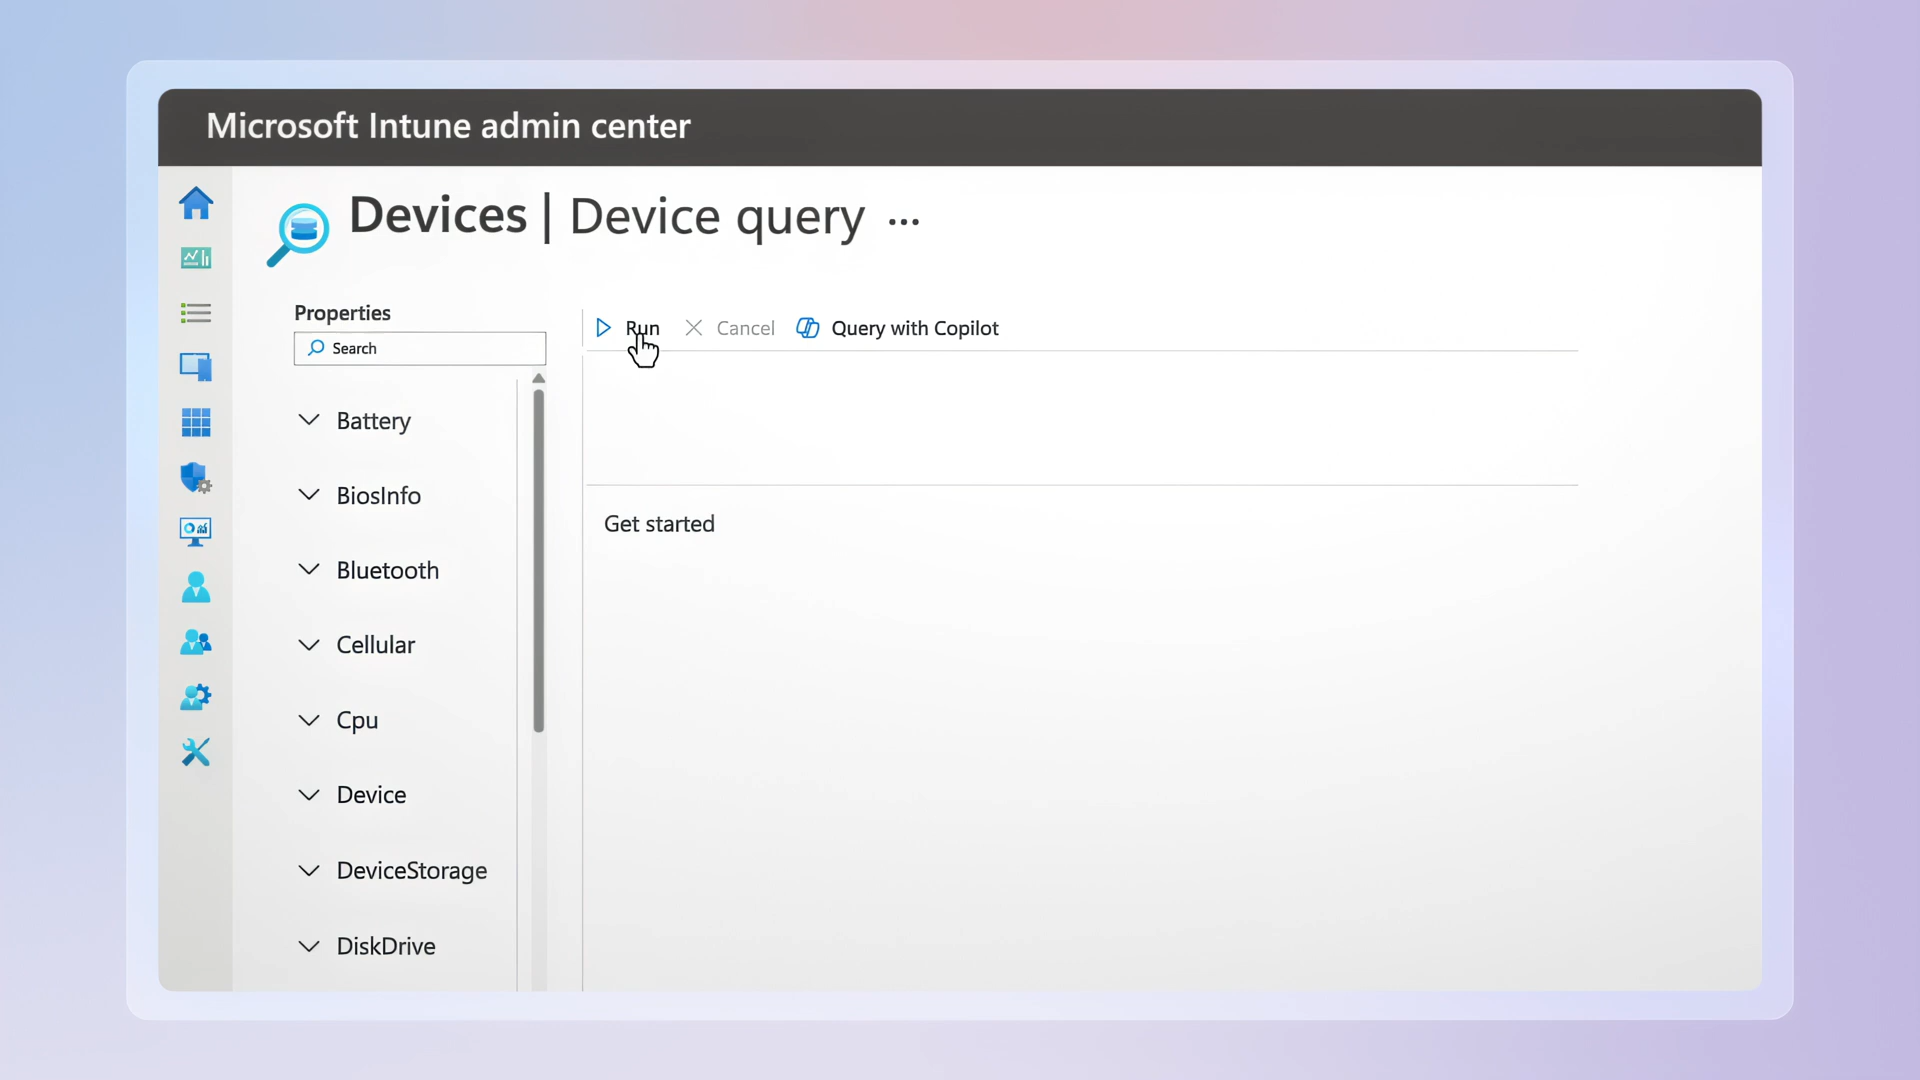 Microsoft Intune admin center
Devices | Device query ...
Properties
Search
Battery
BiosInfo
Bluetooth
Cellular
Cpu
Device
DeviceStorage
DiskDrive
Run
Cancel
Query with Copilot
Get started